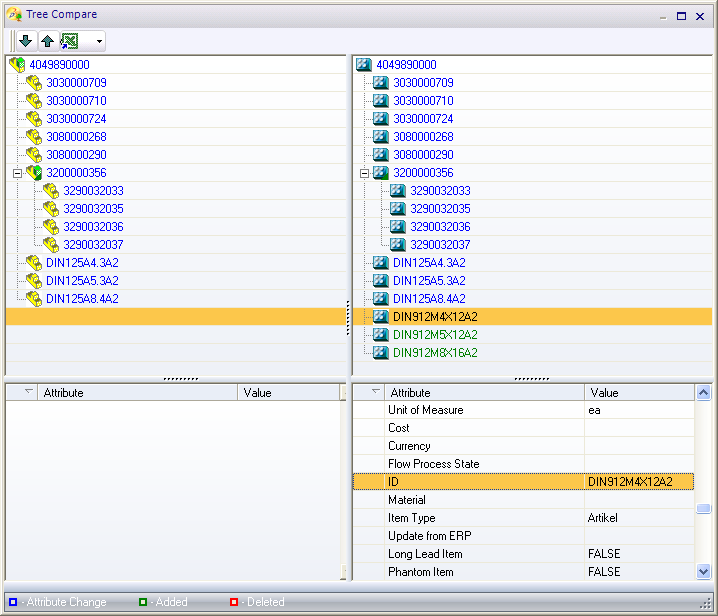 Tree Compare
4049890000
3030000709
3030000710
3030000724
3080000268
3080000290
3200000356
3290032033
3290032035
3290032036
3290032037
DIN125A4.3A2
DIN125A5.3A2
DIN125A8.4A2
4049890000
3030000709
3030000710
3030000724
3080000268
3080000290
3200000356
3290032033
3290032035
3290032036
3290032037
DIN125A4.3A2
DIN125A5.3A2
DIN125A8.4A2
DIN912M4X12A2
DIN912M5X12A2
DIN912M8X16A2
Attribute Value
Attribute Value
Unit of Measure ea
Cost
Currency
Flow Process State
ID DIN912M4X12A2
Material
Item Type Artikel
Update from ERP
Long Lead Item FALSE
Phantom Item FALSE
- Attribute Change - Added - Deleted